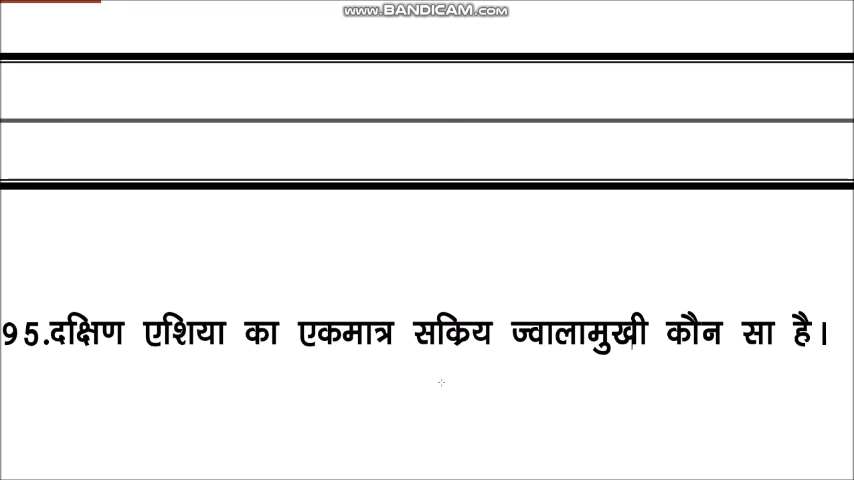 www.BANDICAM.com
95.दक्षिण एशिया का एकमात्र सक्रिय ज्वालामुखी कौन सा है।